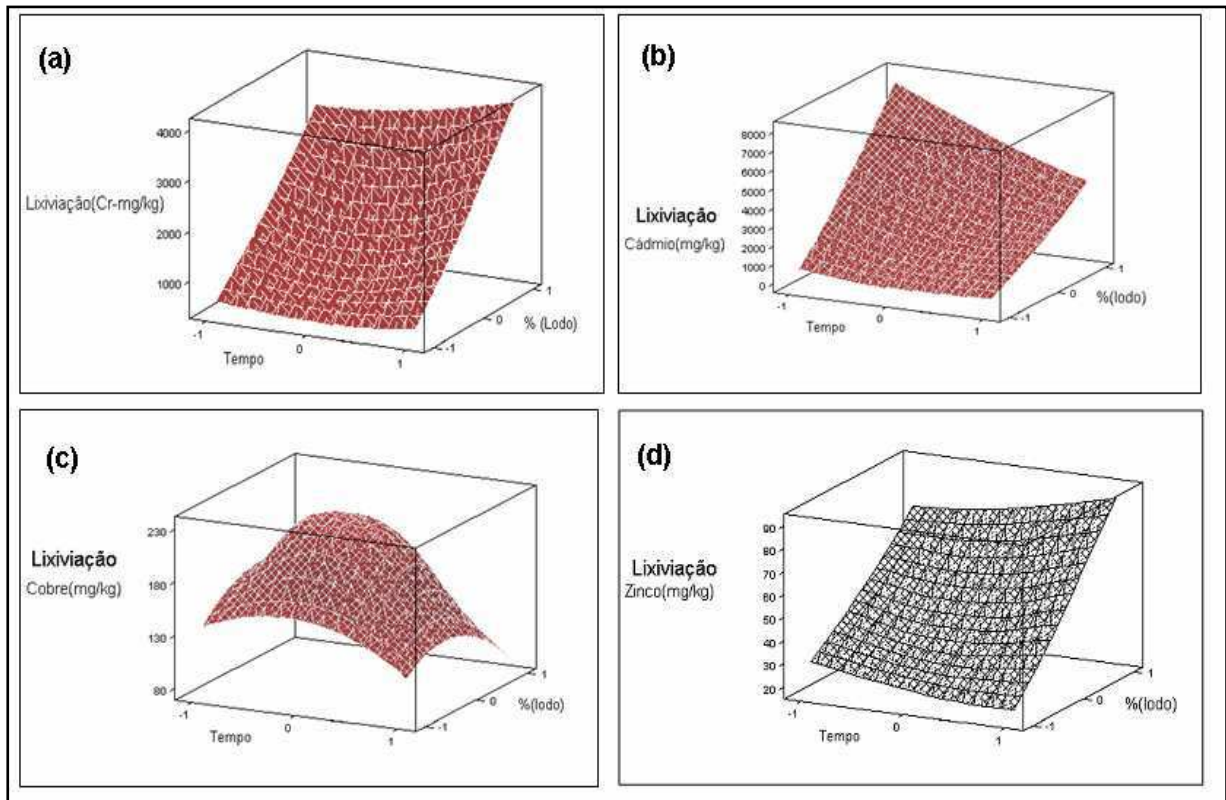 (a)
4000
3000
2000
1000
Lixiviação(Cr-mg/kg)
-1
0
1
Tempo
-1
0
1
% (Lodo)
(b)
8000
7000
6000
5000
4000
3000
2000
1000
0
Lixiviação
Cádmio(mg/kg)
-1
0
1
Tempo
-1
0
1
%(lodo)
(c)
230
180
130
80
Lixiviação
Cobre(mg/kg)
-1
0
1
Tempo
-1
0
1
%(lodo)
(d)
90
80
70
60
50
40
30
20
Lixiviação
Zinco(mg/kg)
-1
0
1
Tempo
-1
0
1
%(lodo)